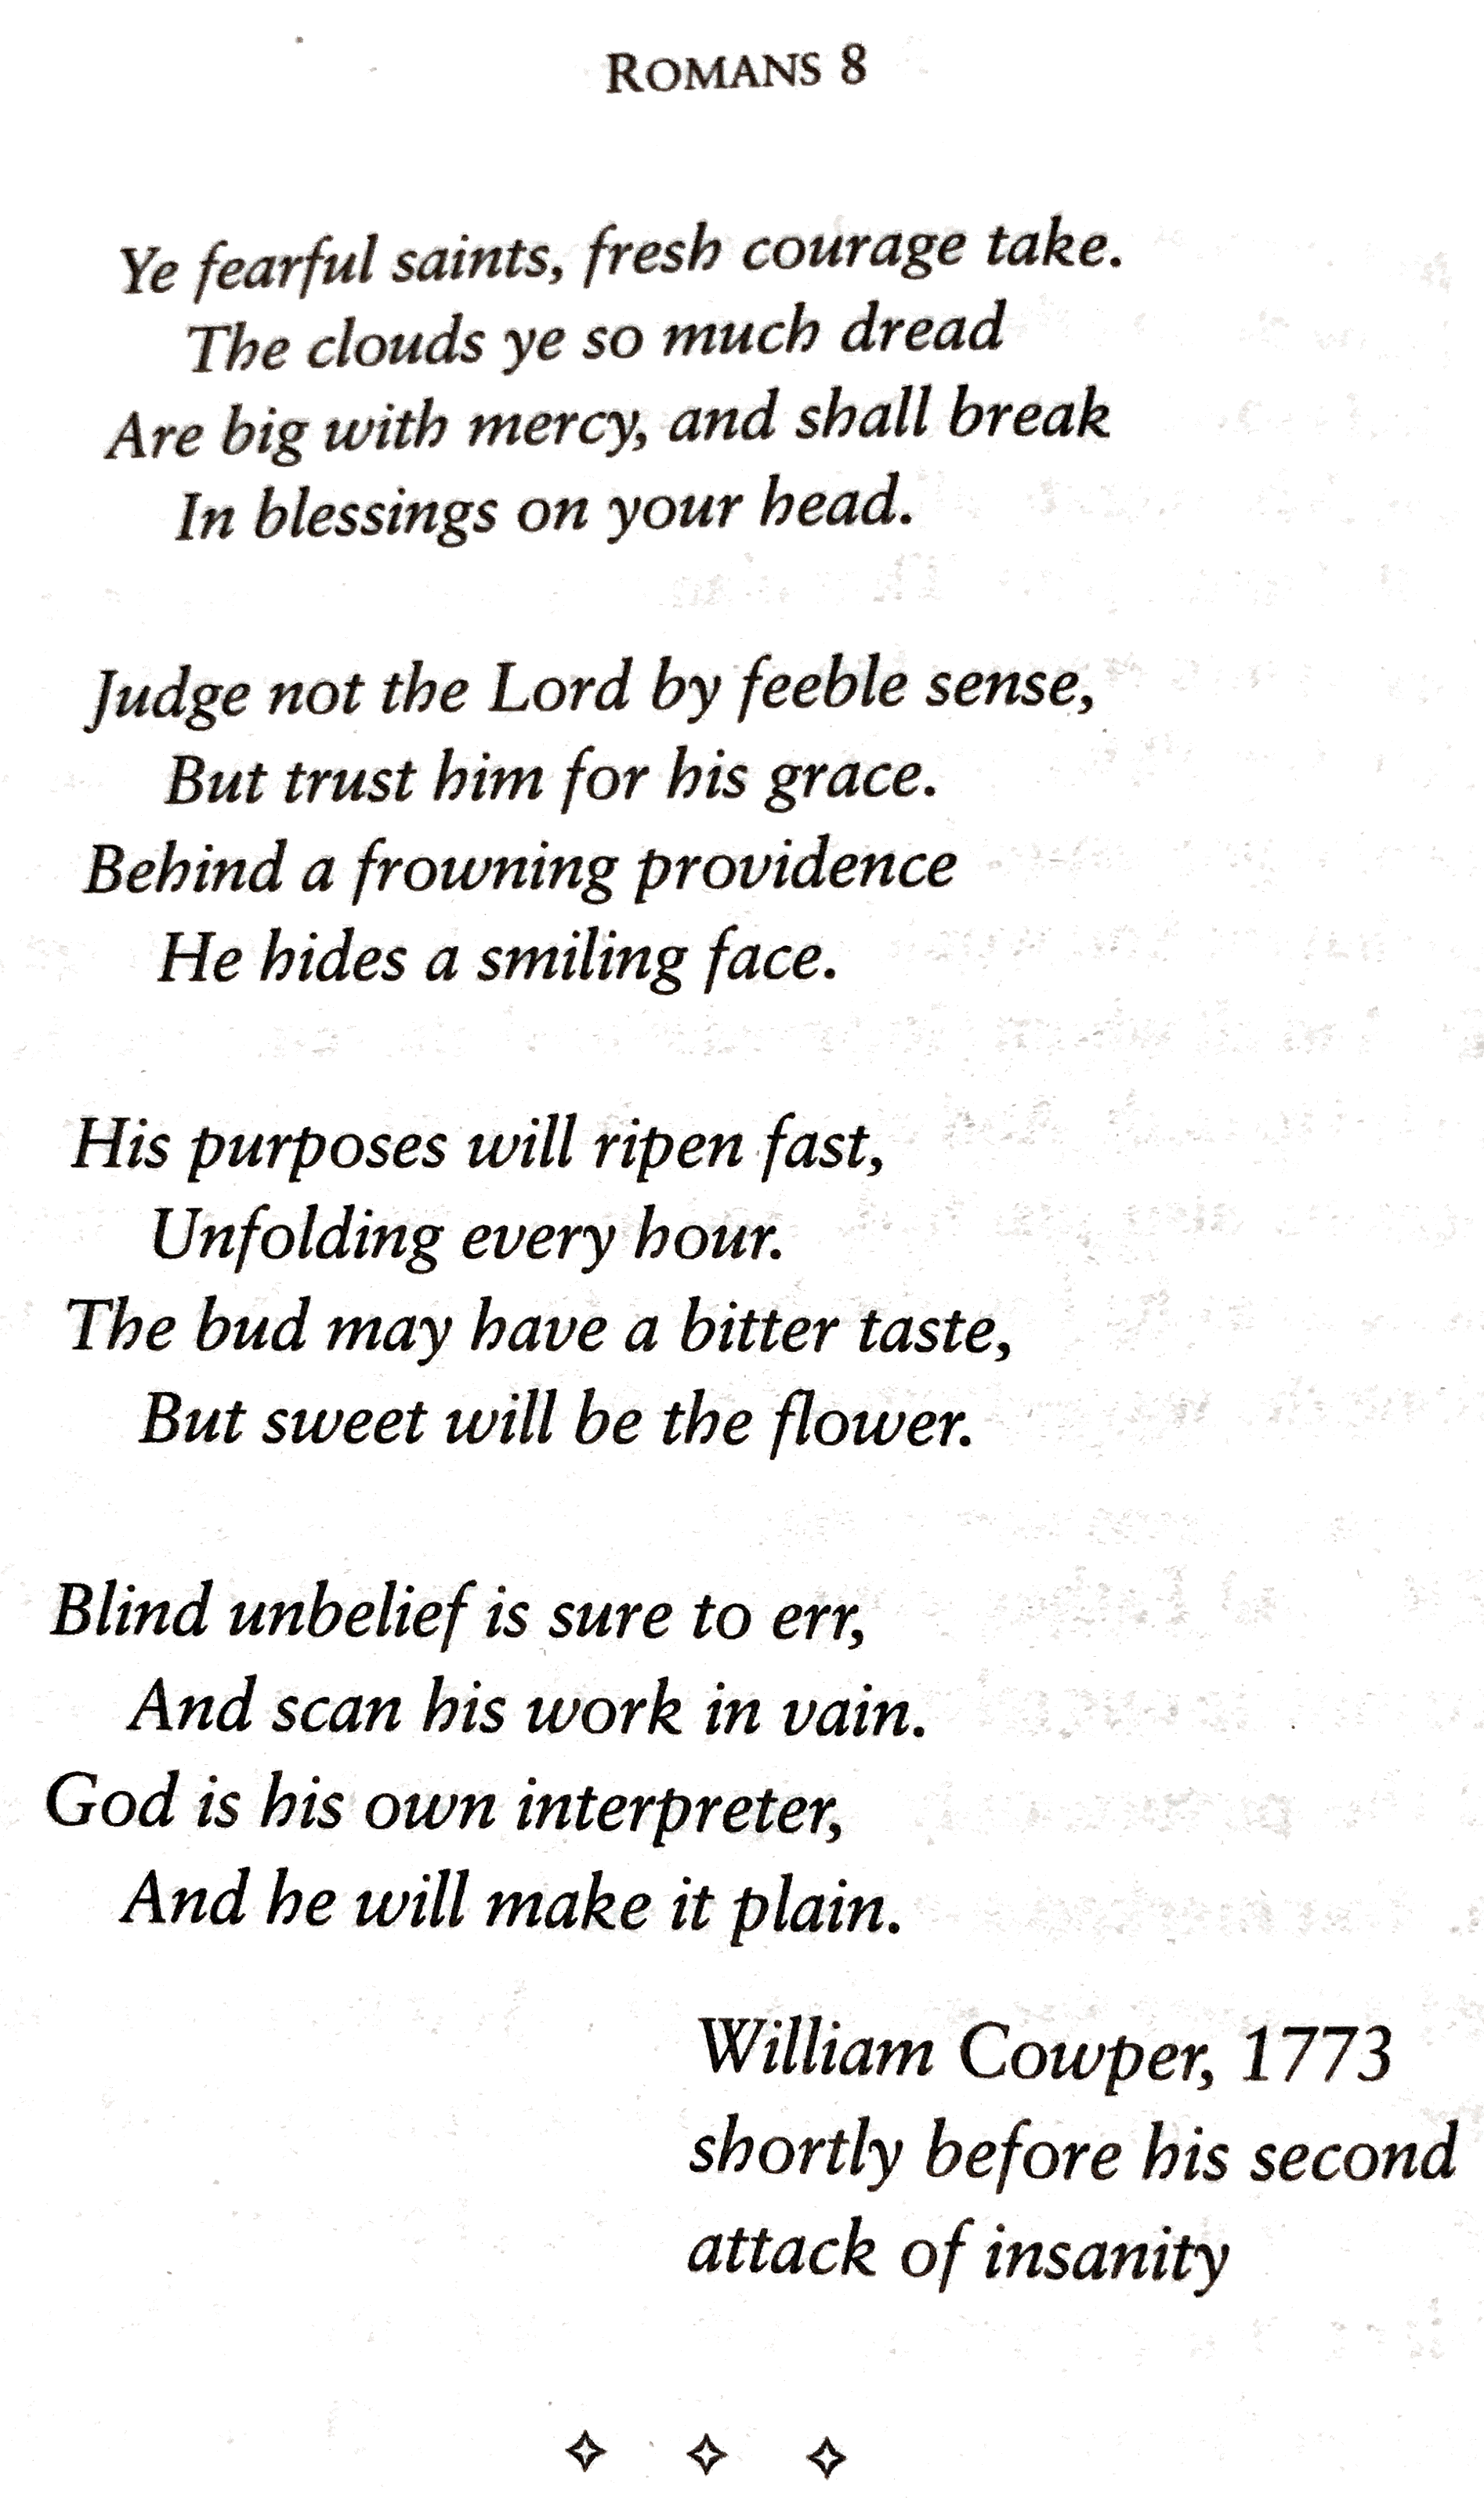 ROMANS 8
Ye fearful saints, fresh courage take.
The clouds ye so much dread
Are big with mercy, and shall break
In blessings on your head.
Judge not the Lord by feeble sense,
But trust him for his grace.
Behind a frowning providence
He hides a smiling face.
His purposes will ripen fast,
Unfolding every hour.
The bud may have a bitter taste,
But sweet will be the flower.
Blind unbelief is sure to err,
And scan his work in vain.
God is his own interpreter,
And he will make it plain.
William Cowper, 1773
shortly before his second
attack of insanity